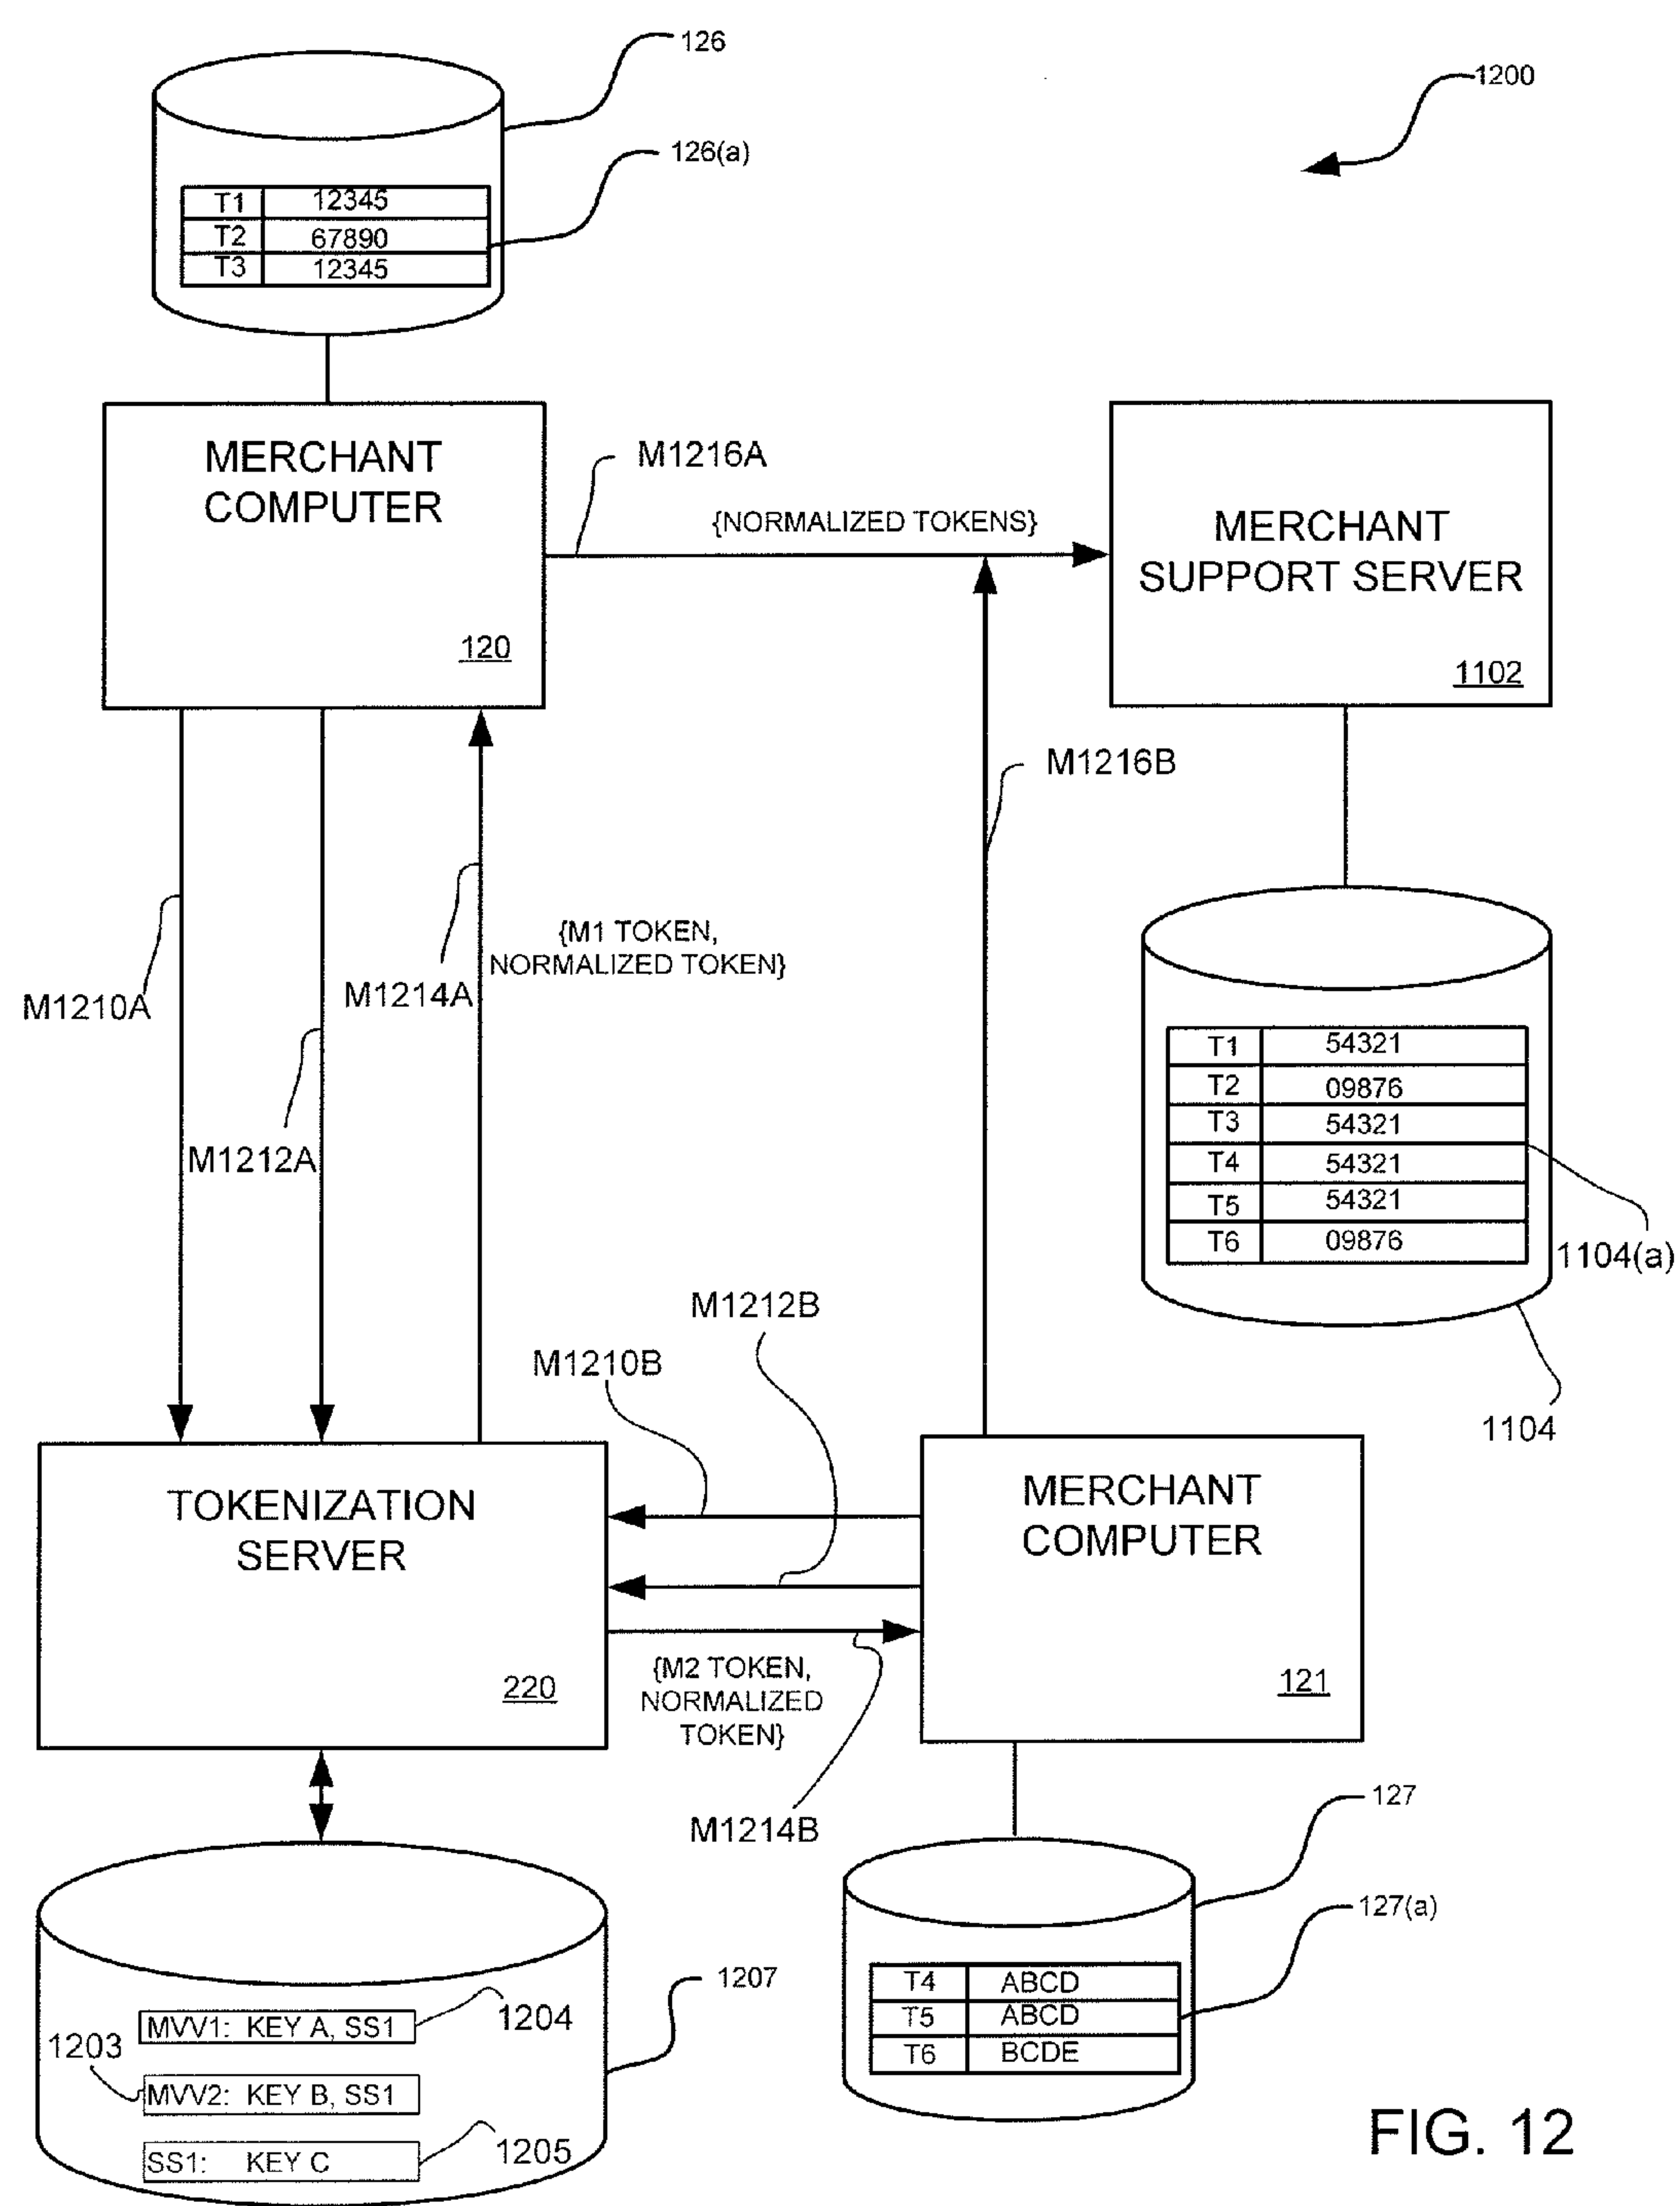 126
1200
126(a)
T1 12345
T2 67890
T3 12345
MERCHANT
COMPUTER
120
M1216A
{NORMALIZED TOKENS}
MERCHANT
SUPPORT SERVER
1102
M1216B
{M1 TOKEN,
NORMALIZED TOKEN}
M1210A
M1214A
M1212A
T1 54321
T2 09876
T3 54321
T4 54321
T5 54321
T6 09876
1104(a)
1104
M1212B
M1210B
TOKENIZATION
SERVER
220
MERCHANT
COMPUTER
121
{M2 TOKEN,
NORMALIZED
TOKEN}
M1214B
127
127(a)
T4 ABCD
T5 ABCD
T6 BCDE
1207
MVV1: KEY A, SS1
1204
1203
MVV2: KEY B, SS1
SS1: KEY C
1205
FIG. 12